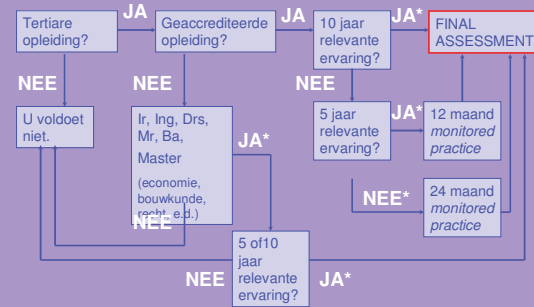 Tertiaire
opleiding?
JA
Geaccrediteerde
opleiding?
JA
10 jaar
relevante
ervaring?
JA*
FINAL
ASSESSMENT
NEE
NEE
NEE
U voldoet
niet.
Ir, Ing, Drs,
Mr, Ba,
Master
(economie,
bouwkunde,
recht, e.d.)
NEE
JA*
5 jaar
relevante
ervaring?
JA*
12 maand
monitored
practice
NEE*
24 maand
monitored
practice
5 of10
jaar
relevante
ervaring?
NEE
JA*